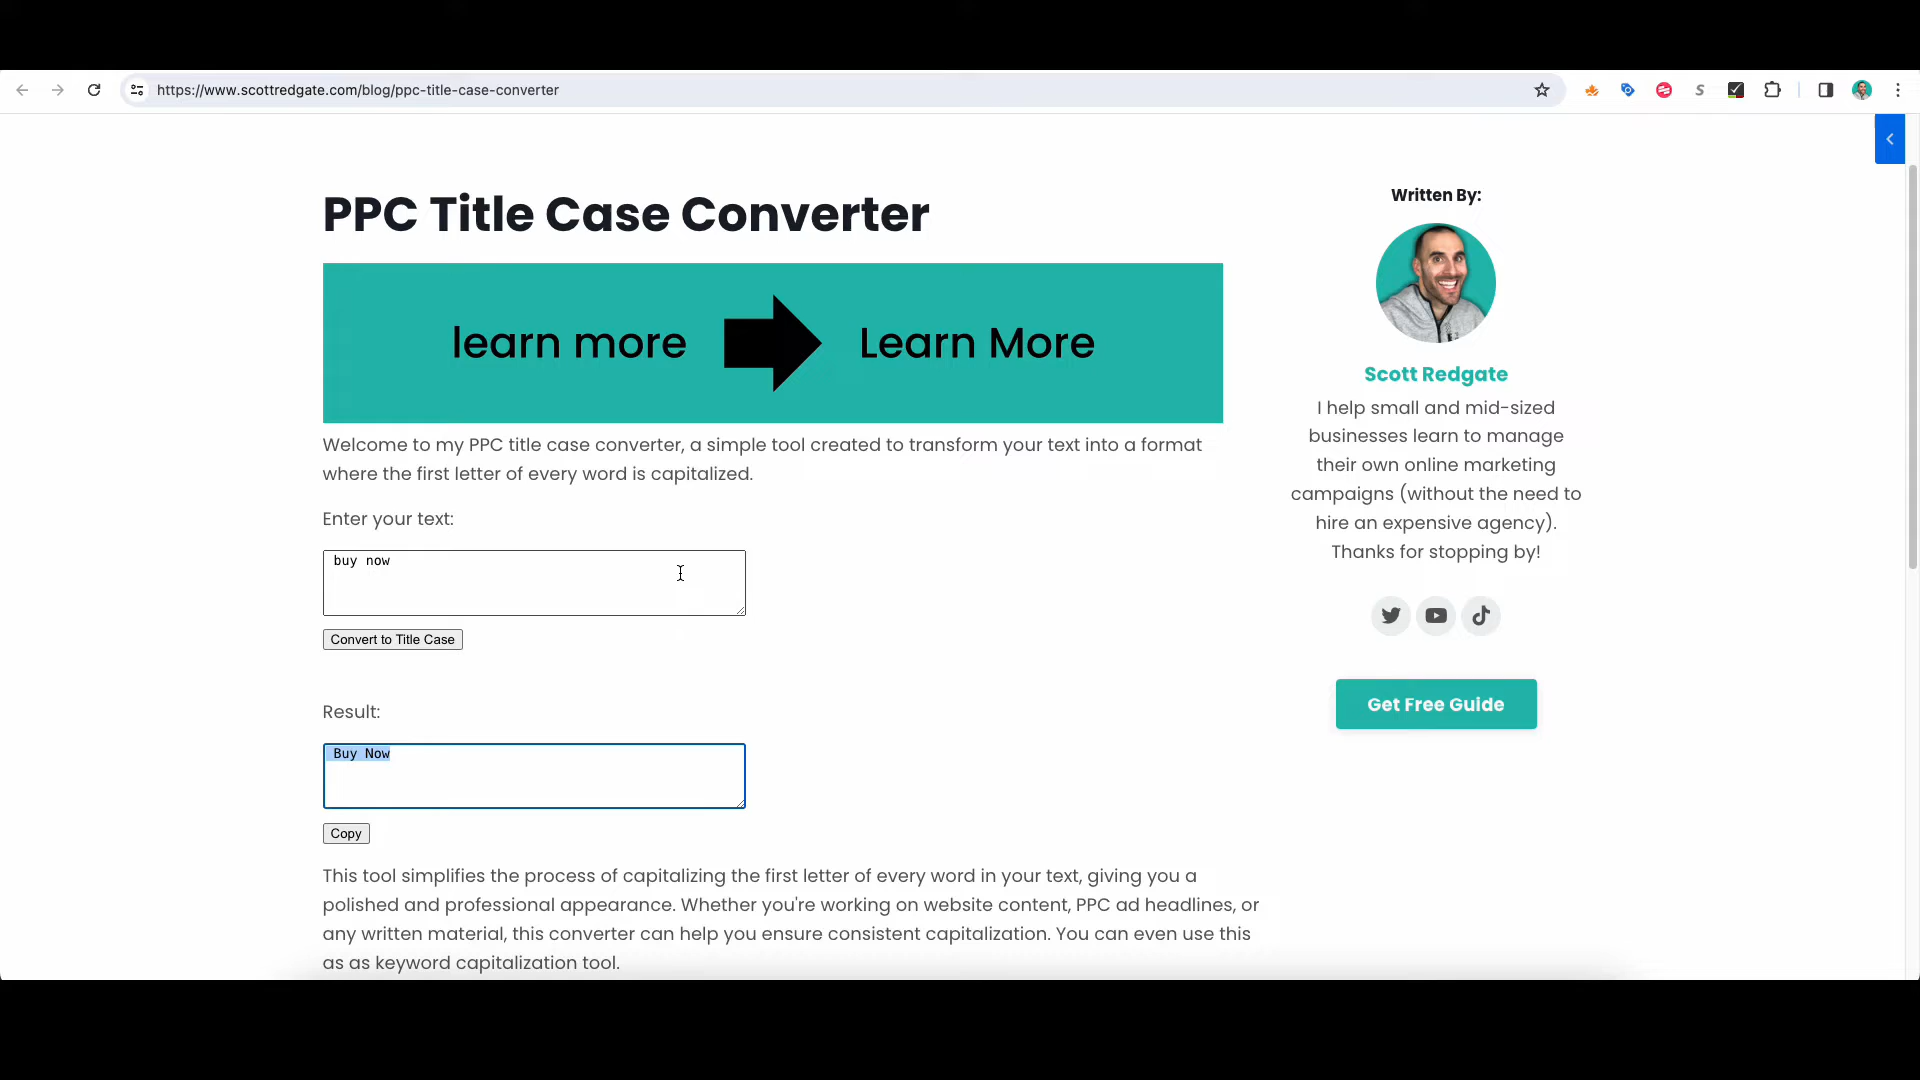 https://www.scottredgate.com/blog/ppc-title-case-converter
PPC Title Case Converter
learn more
Learn More
Welcome to my PPC title case converter, a simple tool created to transform your text into a format
where the first letter of every word is capitalized.
Enter your text:
buy now
Convert to Title Case
Result:
Buy Now
Copy
This tool simplifies the process of capitalizing the first letter of every word in your text, giving you a
polished and professional appearance. Whether you're working on website content, PPC ad headlines, or
any written material, this converter can help you ensure consistent capitalization. You can even use this
as as keyword capitalization tool.
Written By:
Scott Redgate
I help small and mid-sized
businesses learn to manage
their own online marketing
campaigns (without the need to
hire an expensive agency).
Thanks for stopping by!
Get Free Guide